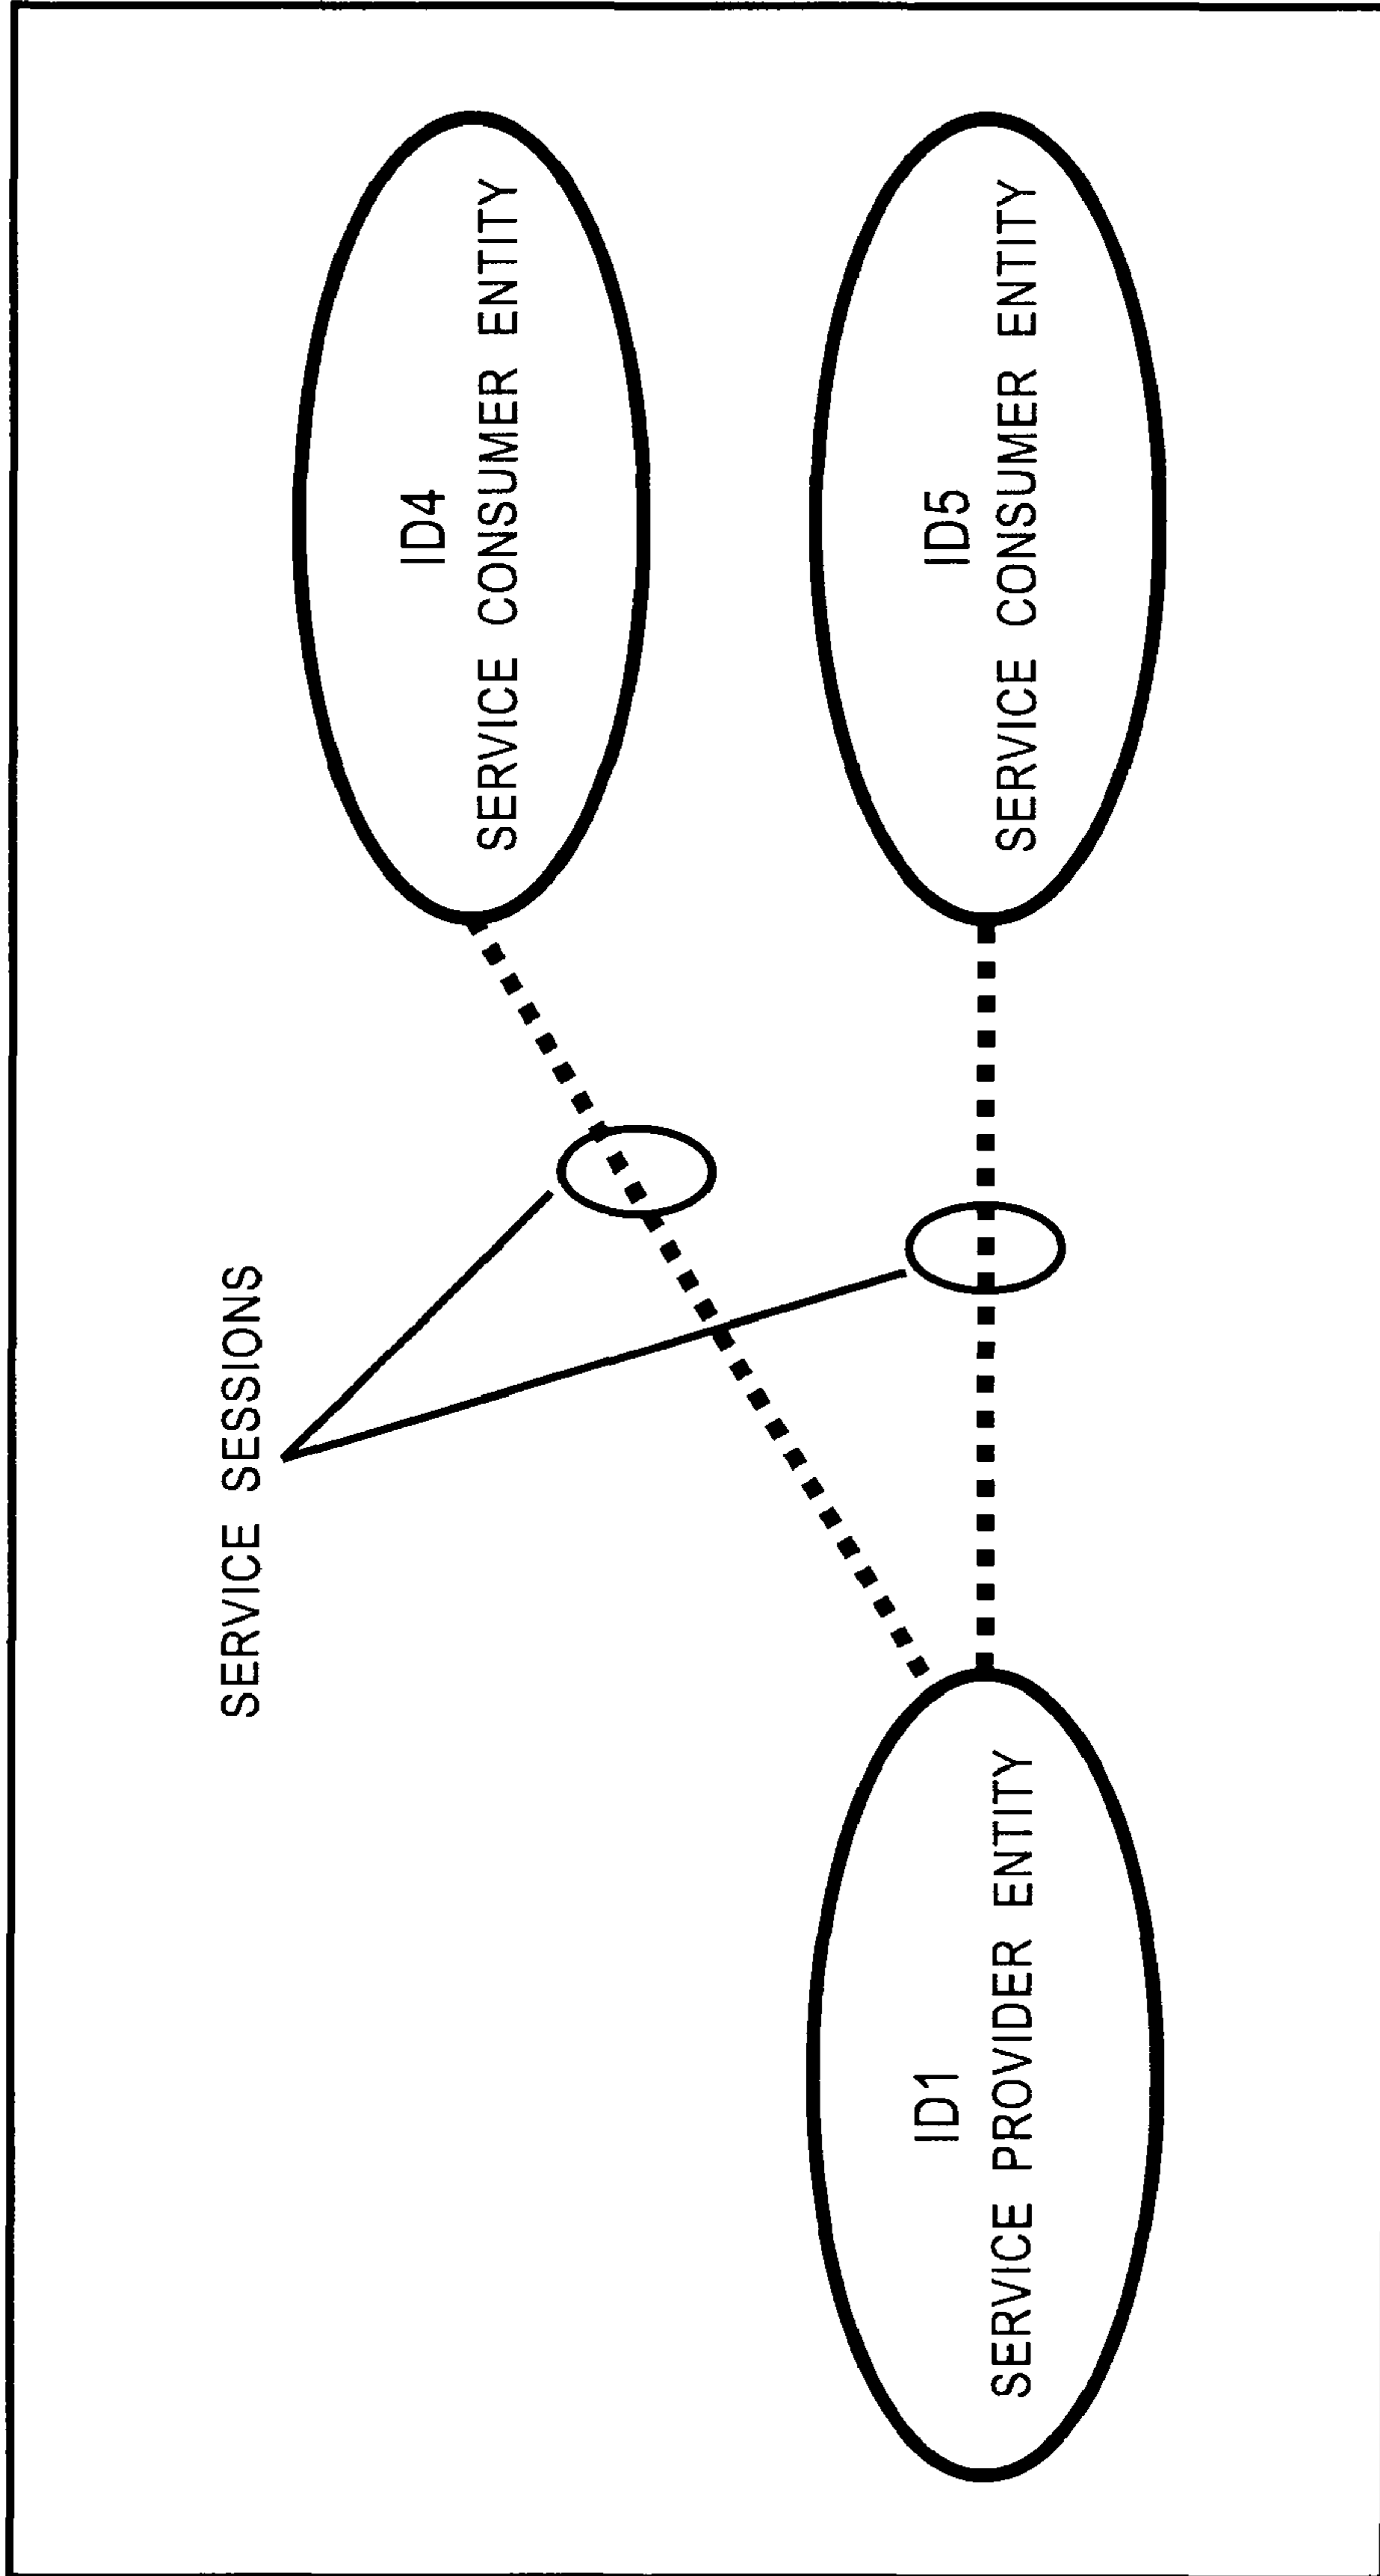 SERVICE SESSIONS
ID4
SERVICE CONSUMER ENTITY
ID1
SERVICE PROVIDER ENTITY
ID5
SERVICE CONSUMER ENTITY